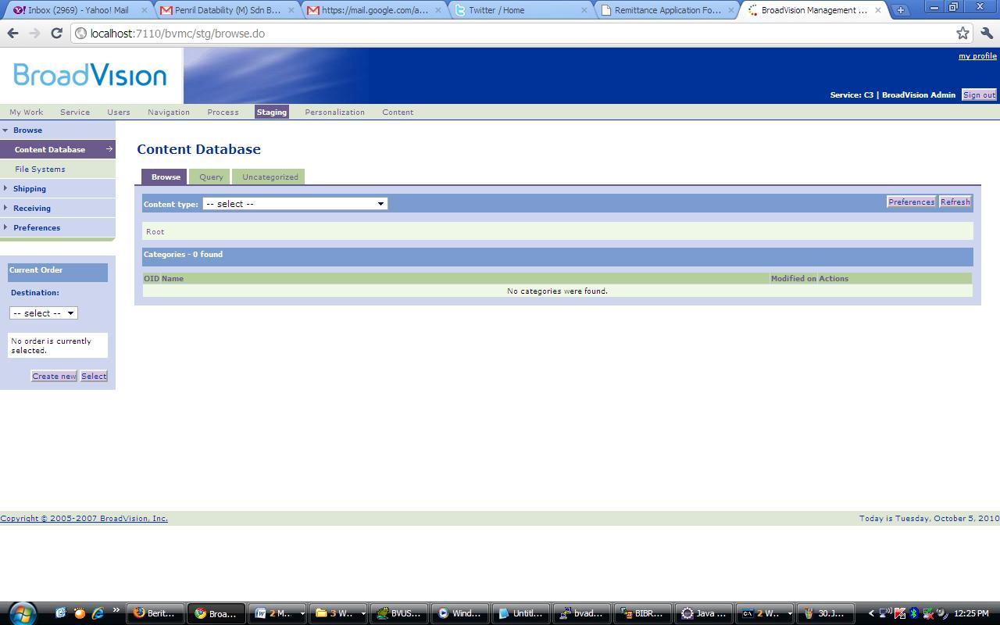 Inbox (2969) - Yahoo! Mail
Penril Datability (M) Sdn B...
https://mail.google.com/a...
Twitter / Home
Remittance Application Fo...
BroadVision Management ...
localhost:7110/bvmc/stg/browse.do
BroadVision
my profile
Service: C3 | BroadVision Admin Sign out
My Work Service Users Navigation Process Staging Personalization Content
Browse
Content Database
File Systems
Shipping
Receiving
Preferences
Current Order
Destination:
-- select --
No order is currently
selected.
Create new Select
Content Database
Browse Query Uncategorized
Content type: -- select -- Preferences Refresh
Root
Categories - 0 found
OID Name Modified on Actions
No categories were found.
Copyright © 2005-2007 BroadVision, Inc. Today is Tuesday, October 5, 2010
Berit... Broa... 2 M... 3 W... BVUS... Wind... Untitl... bvad... BIBR... Java ... 2 W... 30.J... 12:25 PM